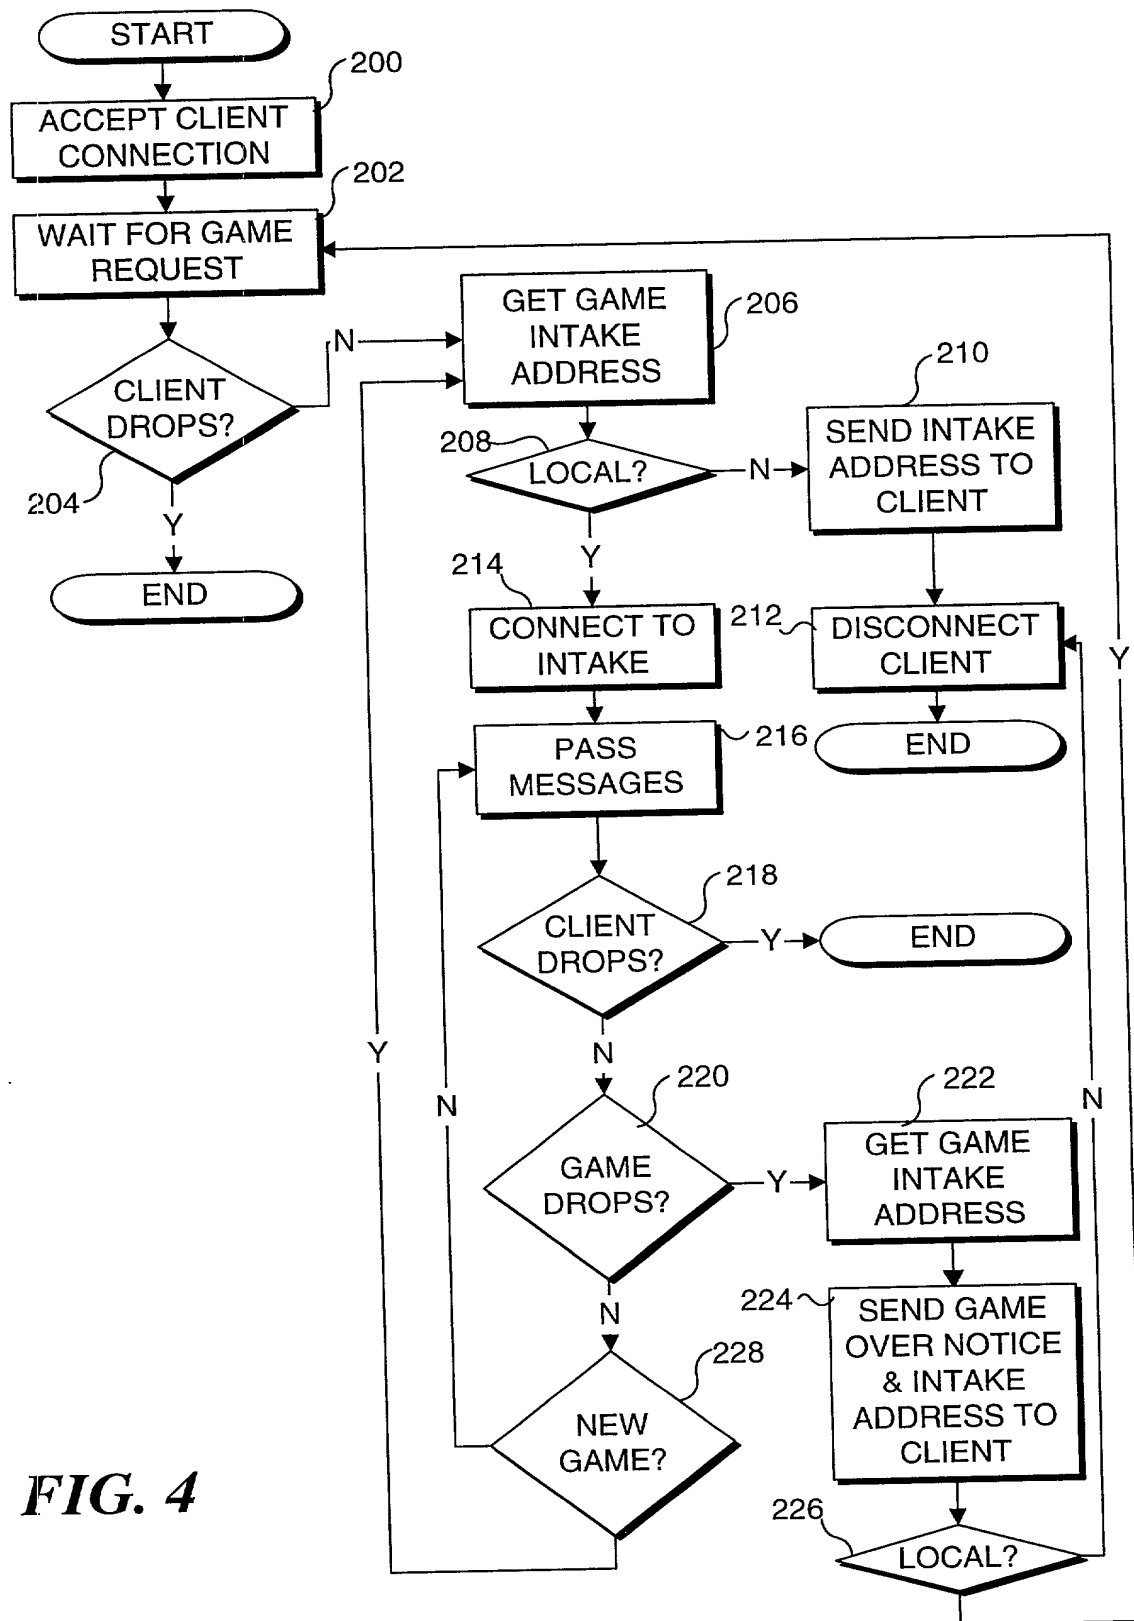 START
200
ACCEPT CLIENT
CONNECTION
202
WAIT FOR GAME
REQUEST
GET GAME
INTAKE
ADDRESS
206
N
CLIENT
DROPS?
204
Y
END
208
LOCAL?
N
210
SEND INTAKE
ADDRESS TO
CLIENT
Y
214
CONNECT TO
INTAKE
212
DISCONNECT
CLIENT
Y
PASS
MESSAGES
216
END
218
CLIENT
DROPS?
Y
END
N
Y
N
220
GAME
DROPS?
Y
222
GET GAME
INTAKE
ADDRESS
N
N
224
SEND GAME
OVER NOTICE
& INTAKE
ADDRESS TO
CLIENT
228
NEW
GAME?
226
LOCAL?
FIG. 4